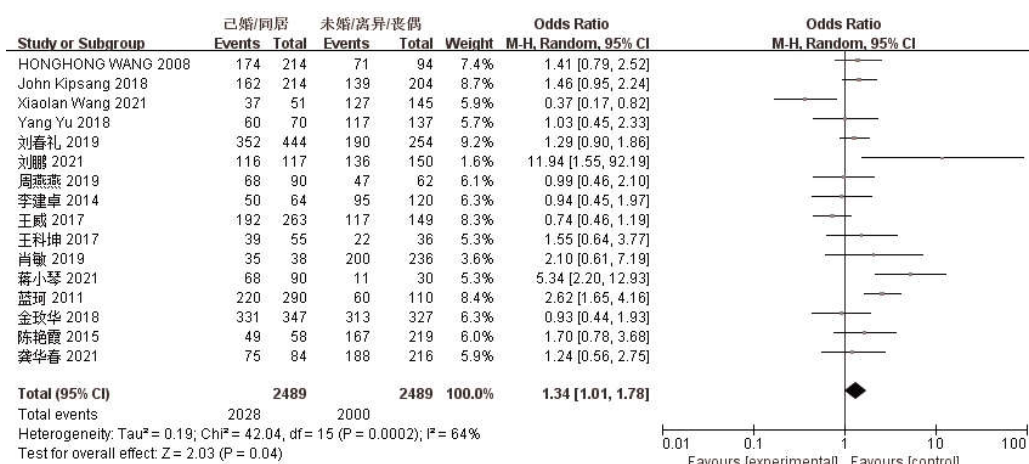 己婚/同居 未婚/离异/丧偶 Odds Ratio Odds Ratio
Study or Subgroup Events Total Events Total Weight M-H, Random, 95% CI M-H, Random, 95% CI
HONGHONG WANG 2008 174 214 71 94 7.4% 1.41 [0.79, 2.52]
John Kipsang 2018 162 214 139 204 8.7% 1.46 [0.95, 2.24]
Xiaolan Wang 2021 37 51 127 145 5.9% 0.37 [0.17, 0.82]
Yang Yu 2018 60 70 117 137 5.5% 1.03 [0.45, 2.33]
刘春礼 2019 352 444 190 254 9.2% 1.29 [0.90, 1.86]
刘鹏 2021 116 117 136 150 1.6% 11.94 [1.55, 92.19]
周燕燕 2019 68 90 47 62 6.1% 0.99 [0.46, 2.10]
李建卓 2014 50 64 95 120 6.2% 0.94 [0.45, 1.97]
王威 2017 192 263 117 149 8.4% 0.74 [0.46, 1.19]
王科坤 2017 39 55 22 36 5.3% 1.55 [0.64, 3.77]
肖敏 2019 35 38 200 236 3.6% 2.10 [0.61, 7.19]
蒋小琴 2021 68 90 11 30 5.3% 5.34 [2.20, 12.93]
蓝珂 2011 220 290 60 110 8.4% 2.62 [1.65, 4.16]
金玫华 2018 331 347 313 327 6.2% 0.93 [0.44, 1.93]
陈艳霞 2015 49 58 167 219 6.0% 1.70 [0.78, 3.68]
龚华春 2021 75 84 188 216 5.9% 1.24 [0.56, 2.75]
Total (95% CI) 2489 2489 100.0% 1.34 [1.01, 1.78]
Total events 2028 2000
Heterogeneity: Tau² = 0.19; Chi² = 42.04, df = 15 (P = 0.0002); I² = 64%
Test for overall effect: Z = 2.03 (P = 0.04)
0.01 0.1 1 10 100
Favours [experimental] Favours [control]